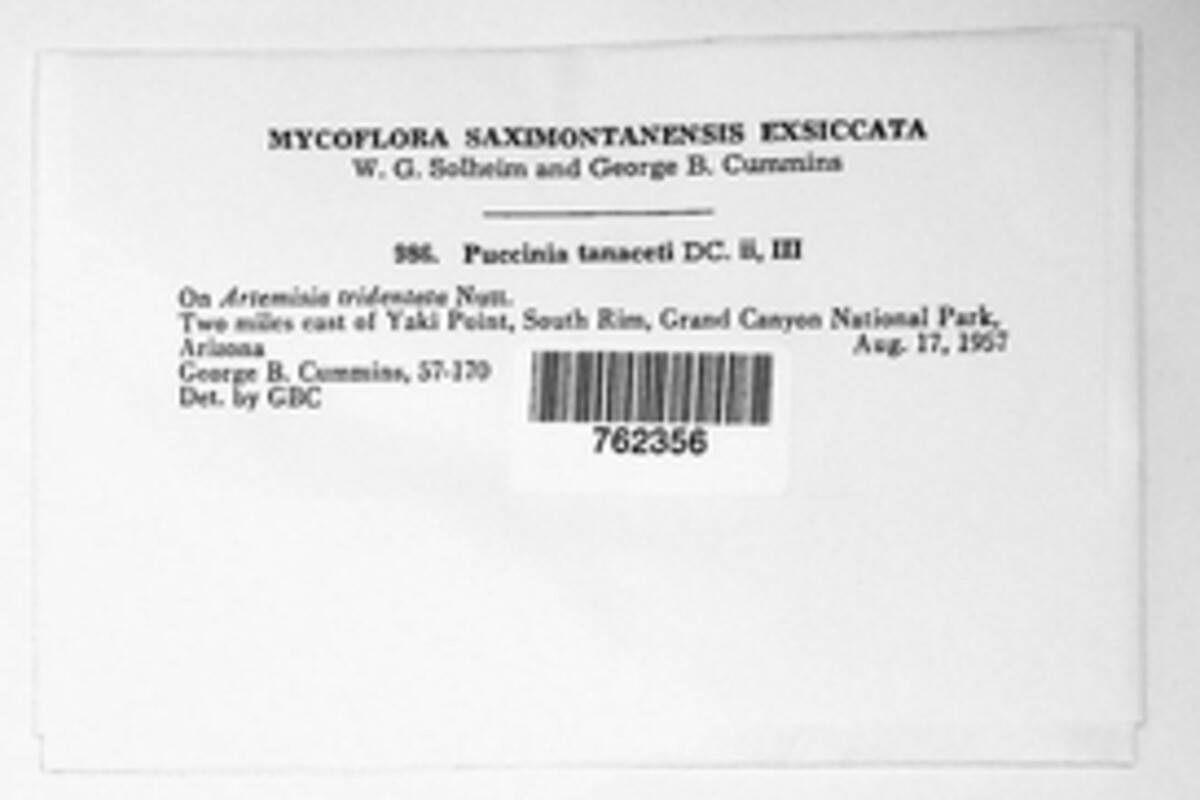 MYCOFLORA SAXIMONTANENSIS EXSICCATA
W. G. Solheim and George B. Cummins
986. Puccinia tanaceti DC. ii, III
On Artemisia tridentata Nutt.
Two miles east of Yaki Point, South Rim, Grand Canyon National Park,
Arizona Aug. 17, 1957
George B. Cummins, 57-170
Det. by GBC
762356